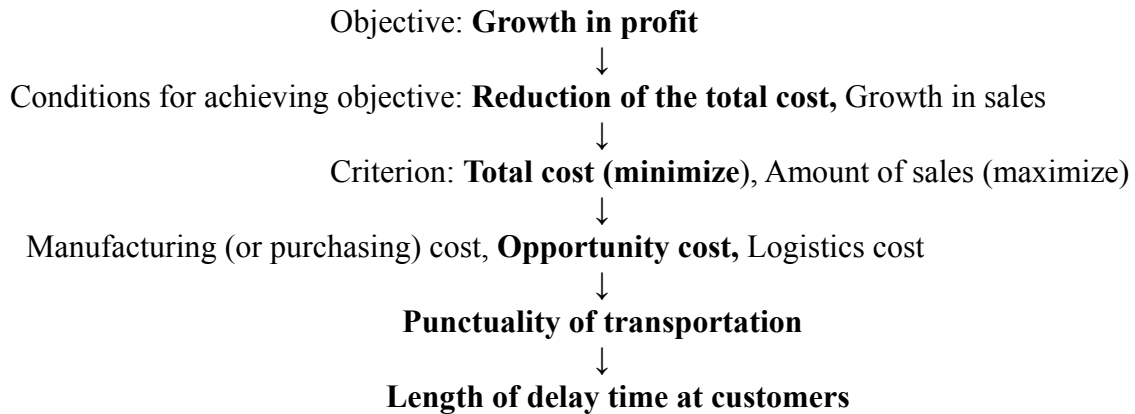 Objective: Growth in profit
↓
Conditions for achieving objective: Reduction of the total cost, Growth in sales
↓
Criterion: Total cost (minimize), Amount of sales (maximize)
↓
Manufacturing (or purchasing) cost, Opportunity cost, Logistics cost
↓
Punctuality of transportation
↓
Length of delay time at customers